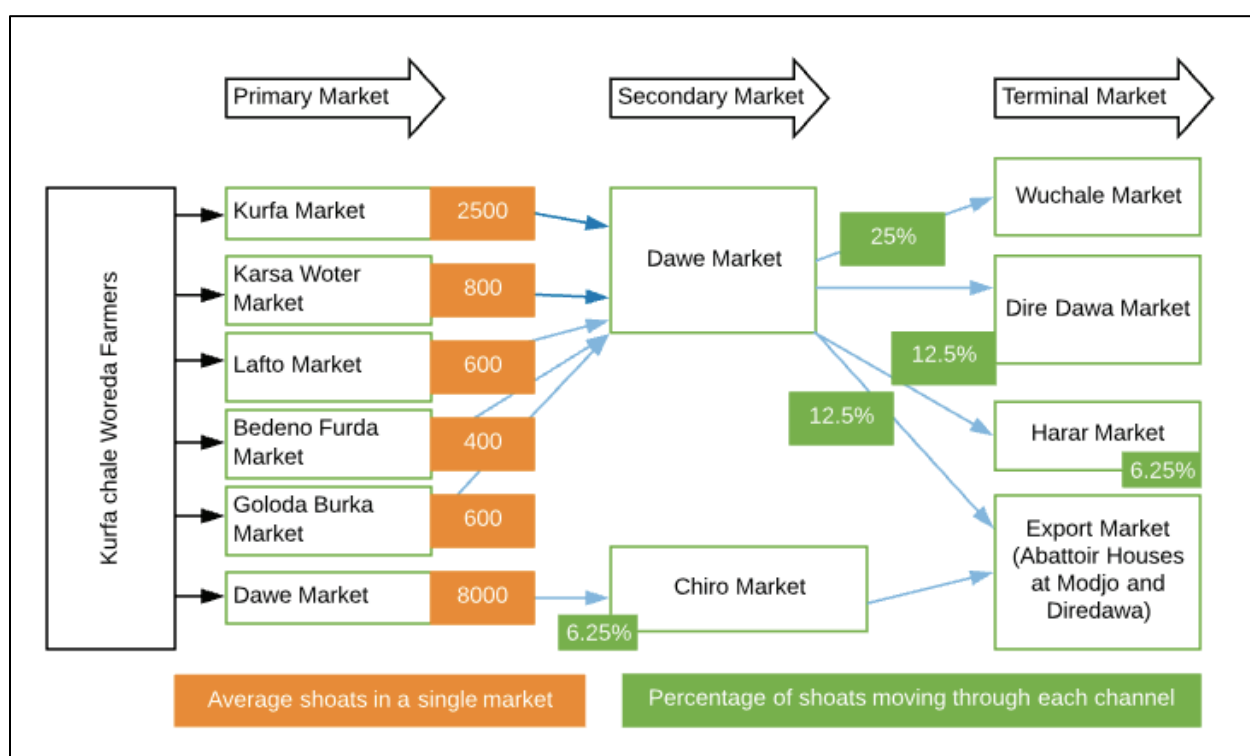 Primary Market
Secondary Market
Terminal Market
Kurfa chale Woreda Farmers
Kurfa Market
2500
Karsa Woter
Market
800
Lafto Market
600
Bedeno Furda
Market
400
Goloda Burka
Market
600
Dawe Market
8000
Dawe Market
Chiro Market
6.25%
25%
12.5%
12.5%
Wuchale Market
Dire Dawa Market
Harar Market
6.25%
Export Market
(Abattoir Houses
at Modjo and
Diredawa)
Average shoats in a single market
Percentage of shoats moving through each channel